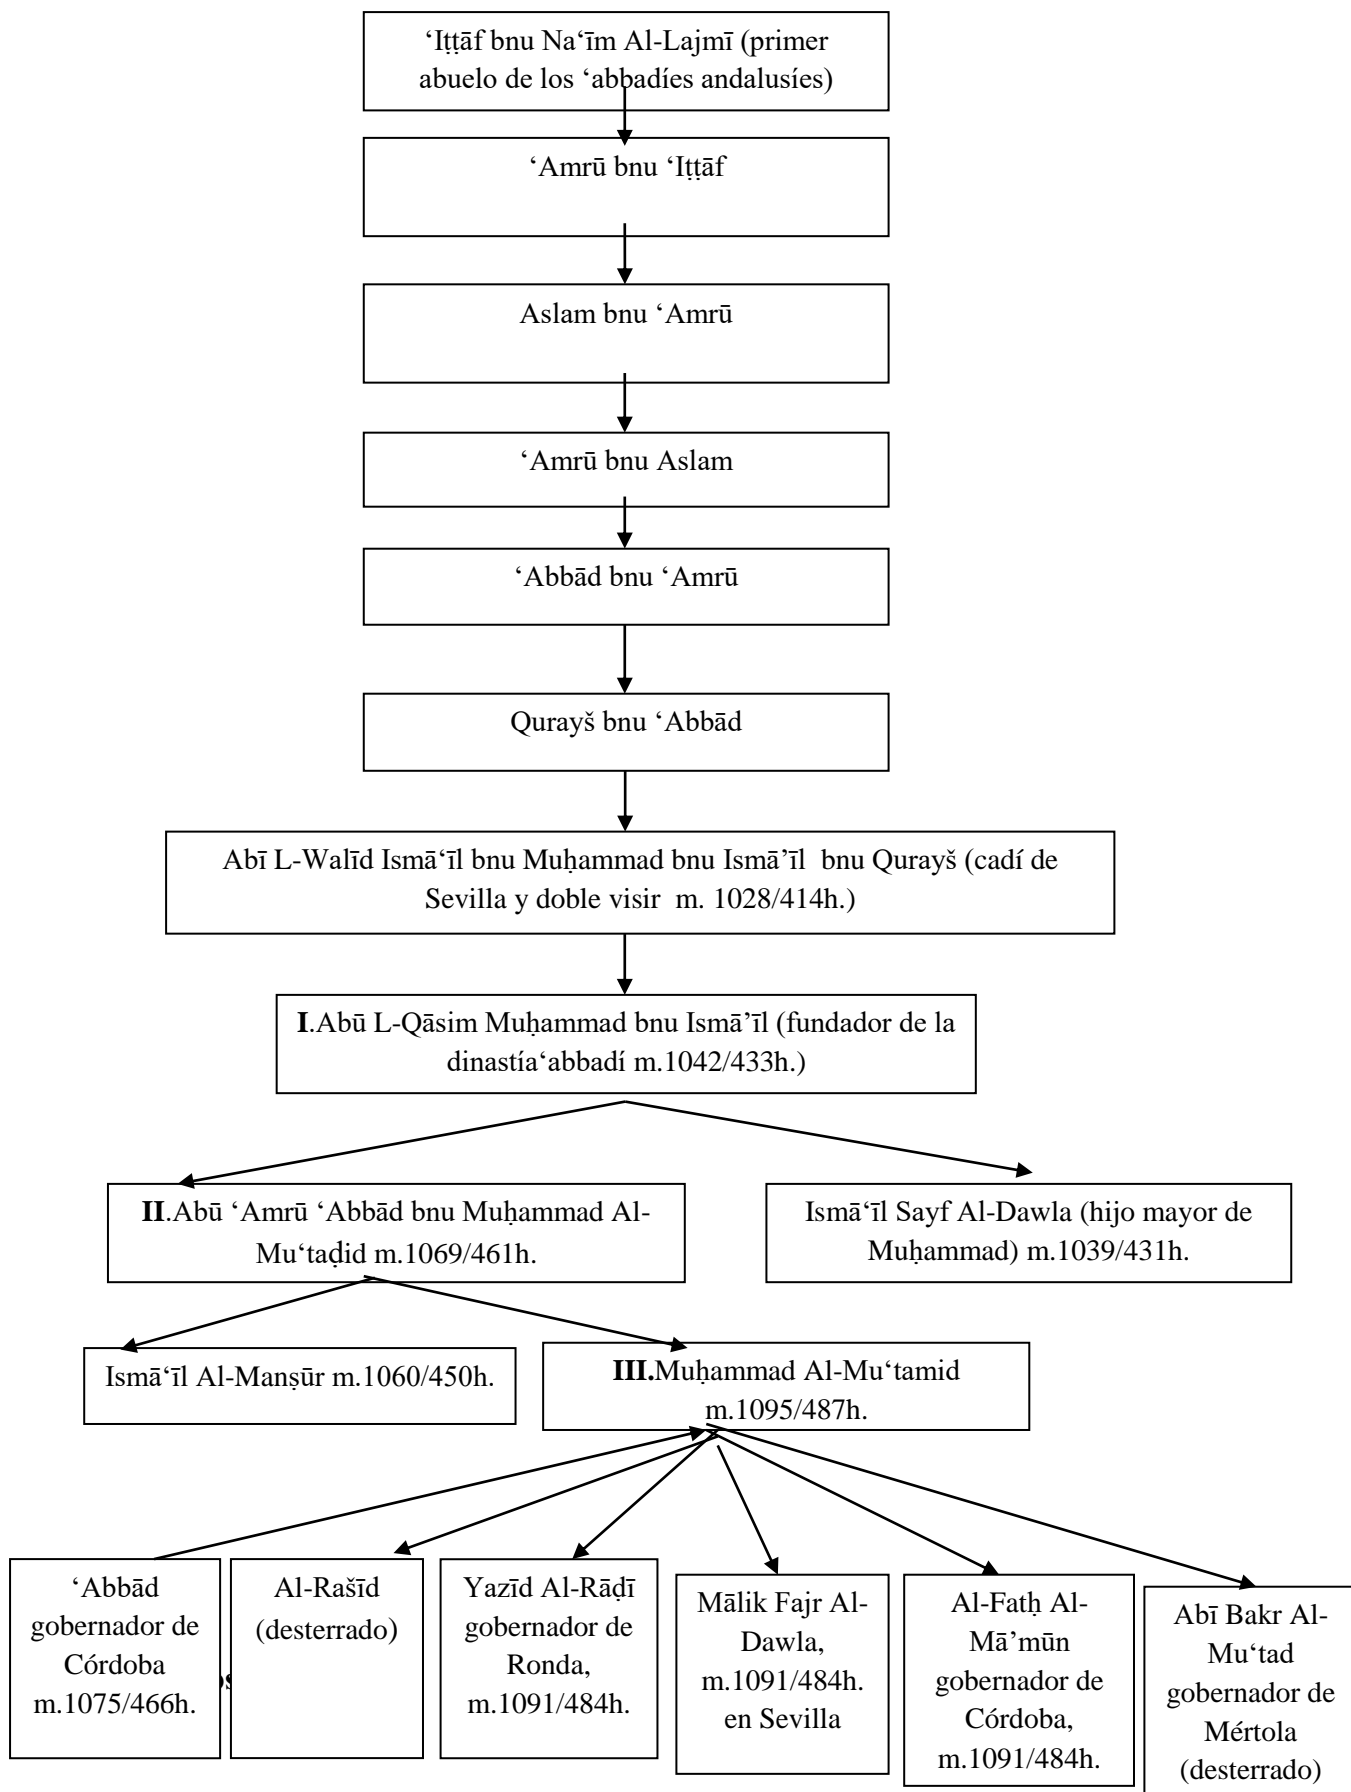 ‘Iṭṭāf bnu Na‘īm Al-Lajmī (primer
abuelo de los ‘abbadíes andalusíes)
‘Amrū bnu ‘Iṭṭāf
Aslam bnu ‘Amrū
‘Amrū bnu Aslam
‘Abbād bnu ‘Amrū
Qurayš bnu ‘Abbād
Abī L-Walīd Ismā‘īl bnu Muḥammad bnu Ismā’īl bnu Qurayš (cadí de
Sevilla y doble visir m. 1028/414h.)
I.Abū L-Qāsim Muḥammad bnu Ismā’īl (fundador de la
dinastía‘abbadí m.1042/433h.)
II.Abū ‘Amrū ‘Abbād bnu Muḥammad Al-
Mu‘taḍid m.1069/461h.
Ismā‘īl Sayf Al-Dawla (hijo mayor de
Muḥammad) m.1039/431h.
Ismā‘īl Al-Manṣūr m.1060/450h.
III.Muḥammad Al-Mu‘tamid
m.1095/487h.
‘Abbād
gobernador de
Córdoba
m.1075/466h.
Al-Rašīd
(desterrado)
Yazīd Al-Rāḍī
gobernador de
Ronda,
m.1091/484h.
Mālik Fajr Al-
Dawla,
m.1091/484h.
en Sevilla
Al-Fatḥ Al-
Mā’mūn
gobernador de
Córdoba,
m.1091/484h.
Abī Bakr Al-
Mu‘tad
gobernador de
Mértola
(desterrado)